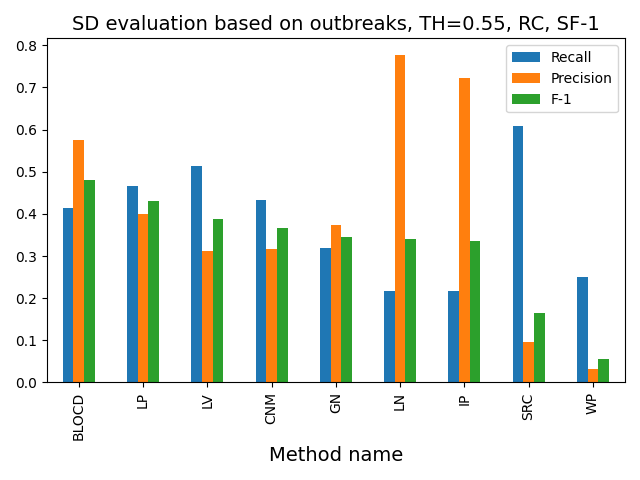 SD evaluation based on outbreaks, TH=0.55, RC, SF-1
Recall
Precision
F-1
0.8
0.7
0.6
0.5
0.4
0.3
0.2
0.1
0.0
BLOCD
LP
LV
CNM
GN
LN
IP
SRC
WP
Method name